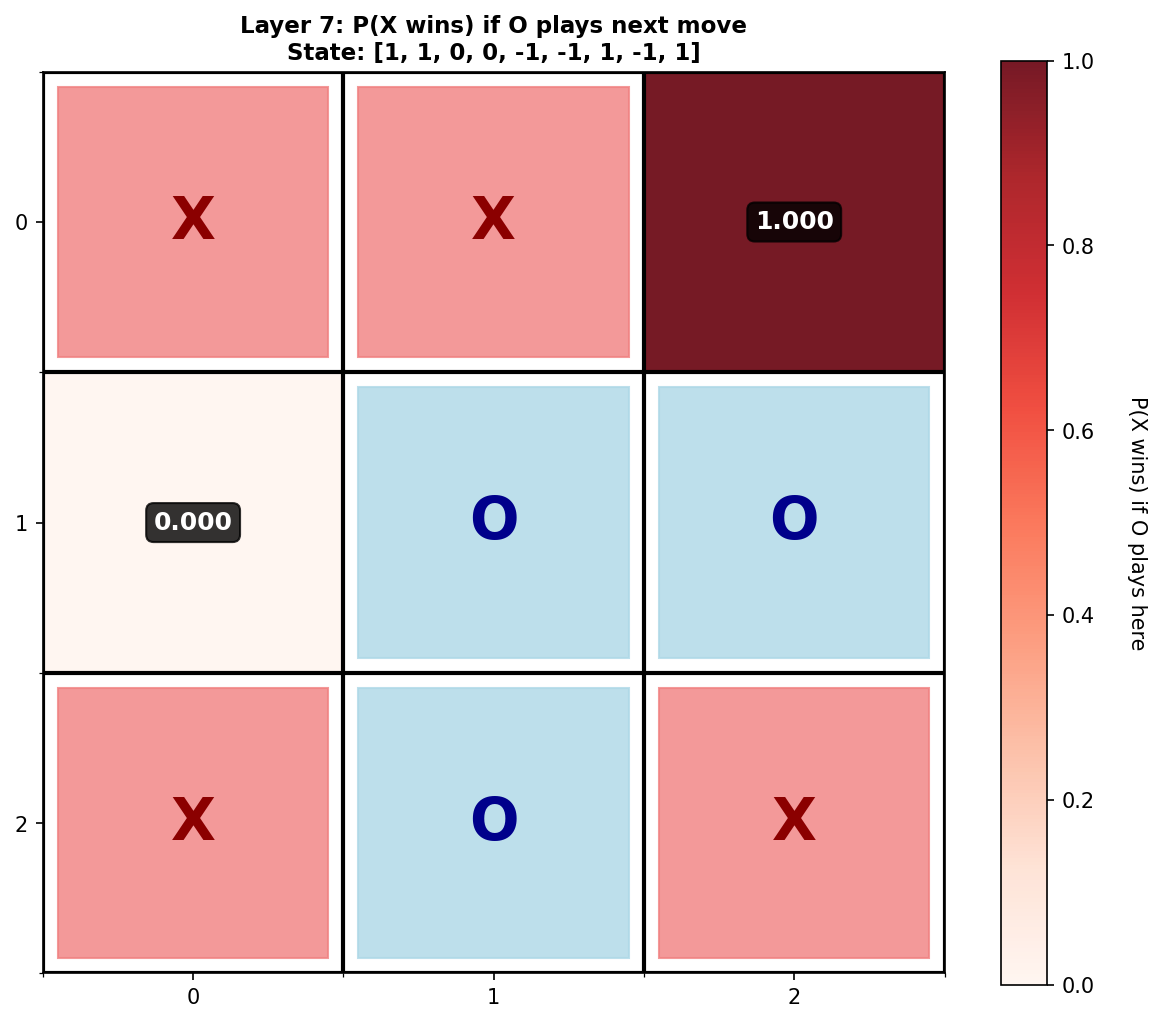 Layer 7: P(X wins) if O plays next move
State: [1, 1, 0, 0, -1, -1, 1, -1, 1]
0
X
X
1.000
1
0.000
O
O
2
X
O
X
0
1
2
1.0
0.8
0.6
0.4
0.2
0.0
P(X wins) if O plays here